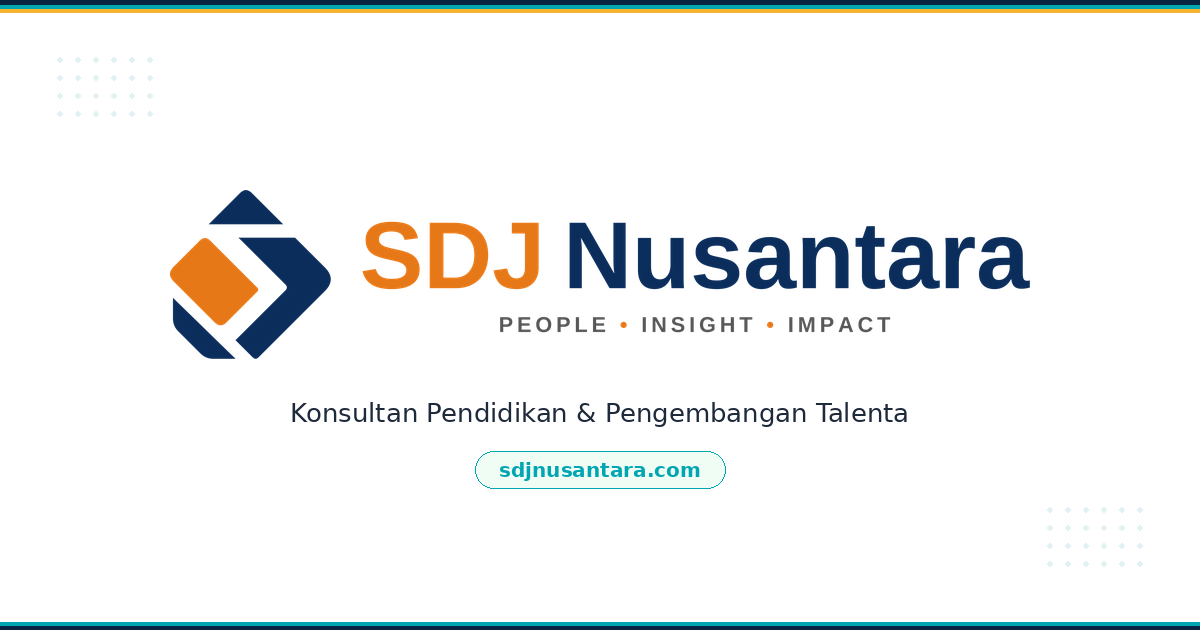 SDJ Nusantara
PEOPLE • INSIGHT • IMPACT
Konsultan Pendidikan & Pengembangan Talenta
sdjnusantara.com